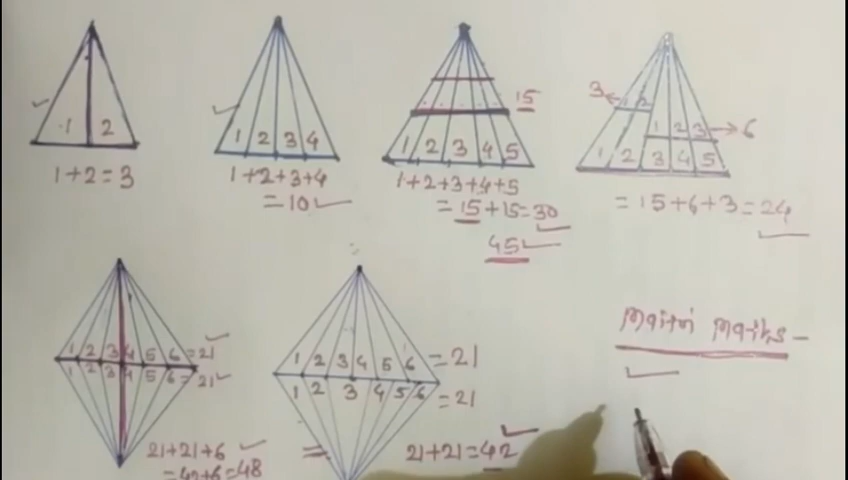 1 2
1+2=3
1 2 3 4
1+2+3+4
=10
15
1 2 3 4 5
1+2+3+4+5
=15+15=30
45
3
1 2
1 2 3
6
1 2 3 4 5
=15+6+3=24
1 2 3 4 5 6 =21
1 2 3 4 5 6 =21
21+21+6
=42+6=48
1 2 3 4 5 6 =21
1 2 3 4 5 6 =21
= 21+21=42